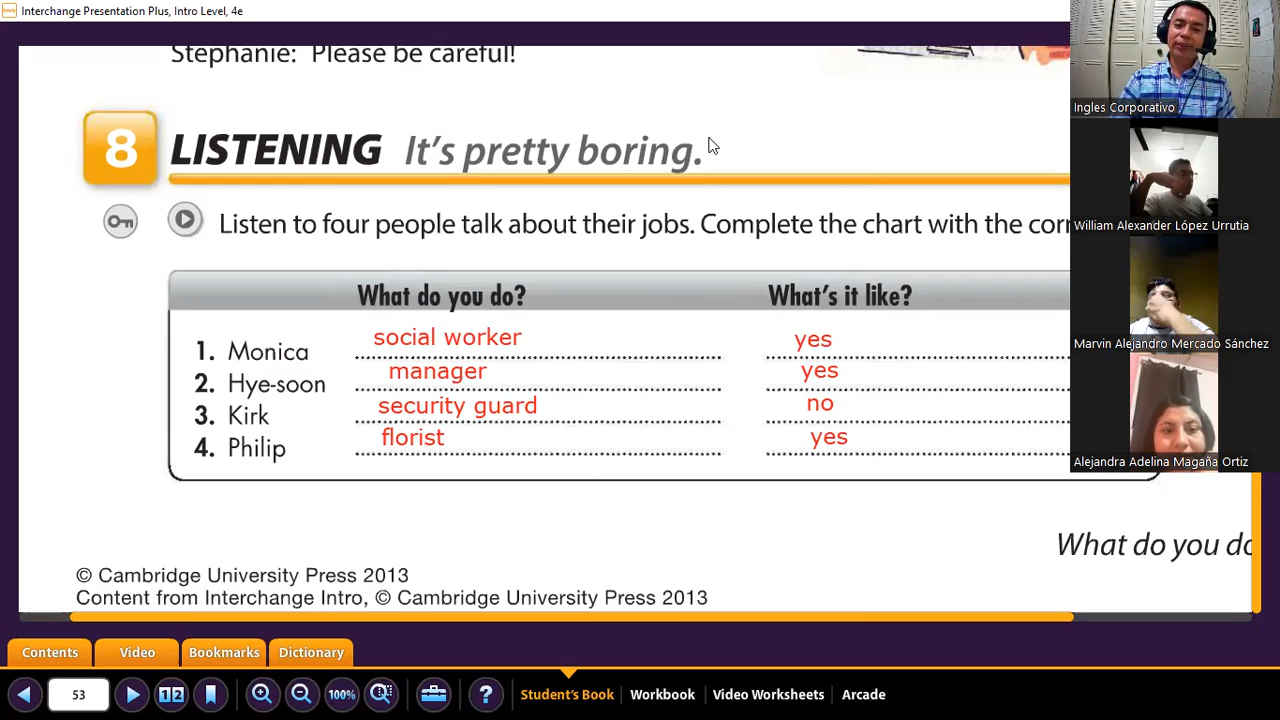 Interchange Presentation Plus, Intro Level, 4e
Stephanie: Please be careful!
8 LISTENING It's pretty boring.
Listen to four people talk about their jobs. Complete the chart with the corr
What do you do? What's it like?
1. Monica social worker yes
2. Hye-soon manager yes
3. Kirk security guard no
4. Philip florist yes
What do you do
© Cambridge University Press 2013
Content from Interchange Intro, © Cambridge University Press 2013
Ingles Corporativo
William Alexander López Urrutia
Marvin Alejandro Mercado Sánchez
Alejandra Adelina Magaña Ortiz
Contents Video Bookmarks Dictionary
53 12 100% ? Student's Book Workbook Video Worksheets Arcade